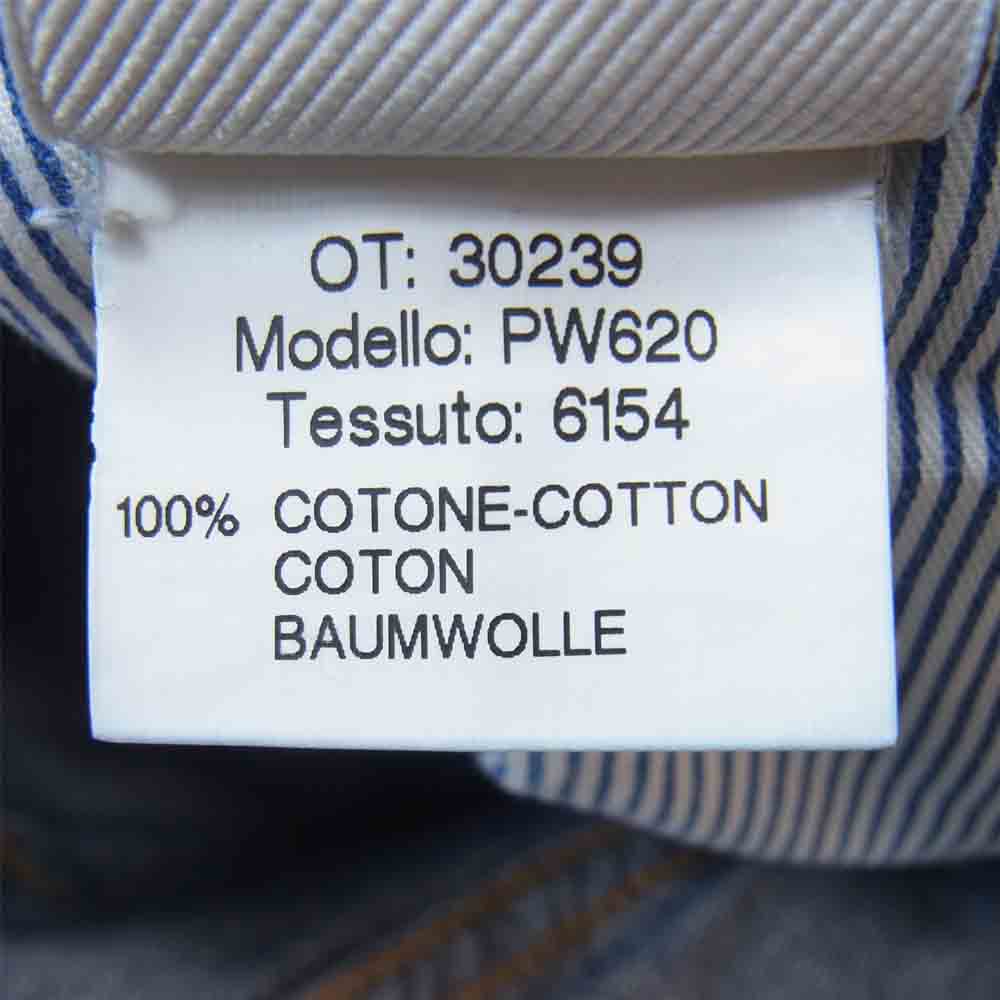 OT: 30239
Modello: PW620
Tessuto: 6154
100% COTONE-COTTON
COTON
BAUMWOLLE